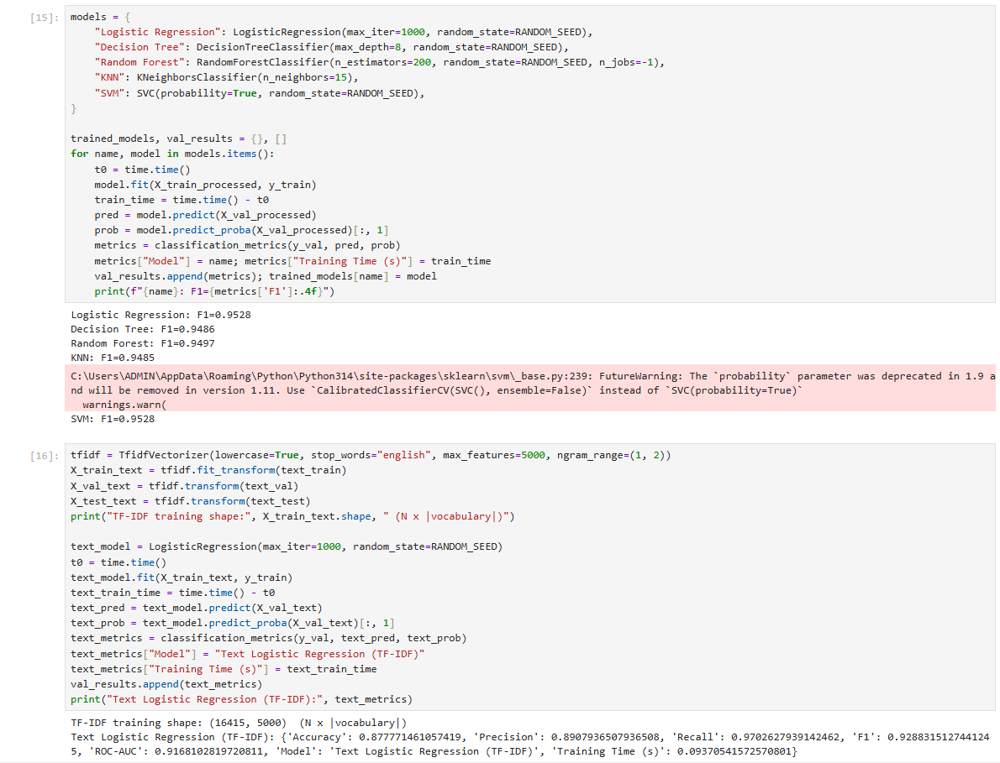 [15]:
models = {
    "Logistic Regression": LogisticRegression(max_iter=1000, random_state=RANDOM_SEED),
    "Decision Tree": DecisionTreeClassifier(max_depth=8, random_state=RANDOM_SEED),
    "Random Forest": RandomForestClassifier(n_estimators=200, random_state=RANDOM_SEED, n_jobs=-1),
    "KNN": KNeighborsClassifier(n_neighbors=15),
    "SVM": SVC(probability=True, random_state=RANDOM_SEED),
}

trained_models, val_results = {}, []
for name, model in models.items():
    t0 = time.time()
    model.fit(X_train_processed, y_train)
    train_time = time.time() - t0
    pred = model.predict(X_val_processed)
    prob = model.predict_proba(X_val_processed)[:, 1]
    metrics = classification_metrics(y_val, pred, prob)
    metrics["Model"] = name; metrics["Training Time (s)"] = train_time
    val_results.append(metrics); trained_models[name] = model
    print(f"{name}: F1={metrics['F1']:.4f}")
Logistic Regression: F1=0.9528
Decision Tree: F1=0.9486
Random Forest: F1=0.9497
KNN: F1=0.9485
C:\Users\ADMIN\AppData\Roaming\Python\Python314\site-packages\sklearn\svm\_base.py:239: FutureWarning: The `probability` parameter was deprecated in 1.9 a
nd will be removed in version 1.11. Use `CalibratedClassifierCV(SVC(), ensemble=False)` instead of `SVC(probability=True)`
  warnings.warn(
SVM: F1=0.9528
[16]:
tfidf = TfidfVectorizer(lowercase=True, stop_words="english", max_features=5000, ngram_range=(1, 2))
X_train_text = tfidf.fit_transform(text_train)
X_val_text = tfidf.transform(text_val)
X_test_text = tfidf.transform(text_test)
print("TF-IDF training shape:", X_train_text.shape, " (N x |vocabulary|)")

text_model = LogisticRegression(max_iter=1000, random_state=RANDOM_SEED)
t0 = time.time()
text_model.fit(X_train_text, y_train)
text_train_time = time.time() - t0
text_pred = text_model.predict(X_val_text)
text_prob = text_model.predict_proba(X_val_text)[:, 1]
text_metrics = classification_metrics(y_val, text_pred, text_prob)
text_metrics["Model"] = "Text Logistic Regression (TF-IDF)"
text_metrics["Training Time (s)"] = text_train_time
val_results.append(text_metrics)
print("Text Logistic Regression (TF-IDF):", text_metrics)
TF-IDF training shape: (16415, 5000)  (N x |vocabulary|)
Text Logistic Regression (TF-IDF): {'Accuracy': 0.877771461057419, 'Precision': 0.8907936507936508, 'Recall': 0.9702627939142462, 'F1': 0.928831512744124
5, 'ROC-AUC': 0.9168102819720811, 'Model': 'Text Logistic Regression (TF-IDF)', 'Training Time (s)': 0.09370541572570801}